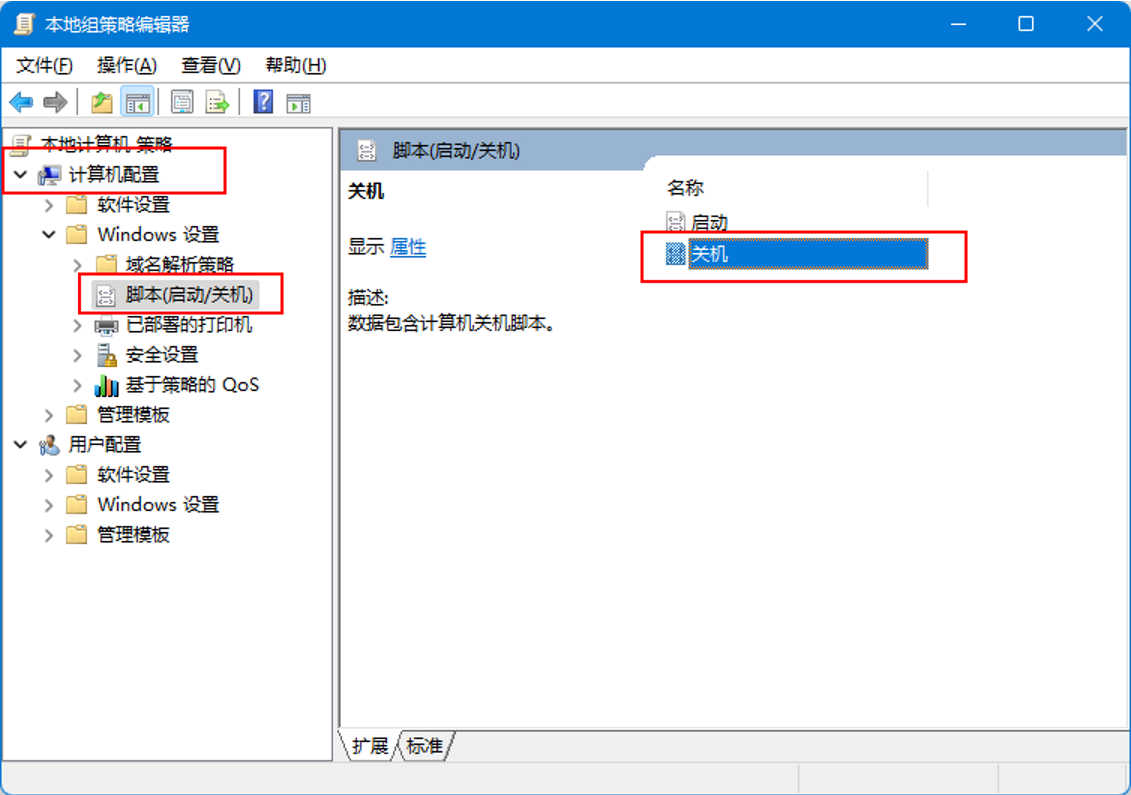 本地组策略编辑器
文件(F) 操作(A) 查看(V) 帮助(H)
本地计算机 策略
计算机配置
软件设置
Windows 设置
域名解析策略
脚本(启动/关机)
已部署的打印机
安全设置
基于策略的 QoS
管理模板
用户配置
软件设置
Windows 设置
管理模板
脚本(启动/关机)
关机
显示 属性
描述:
数据包含计算机关机脚本。
名称
启动
关机
扩展 标准